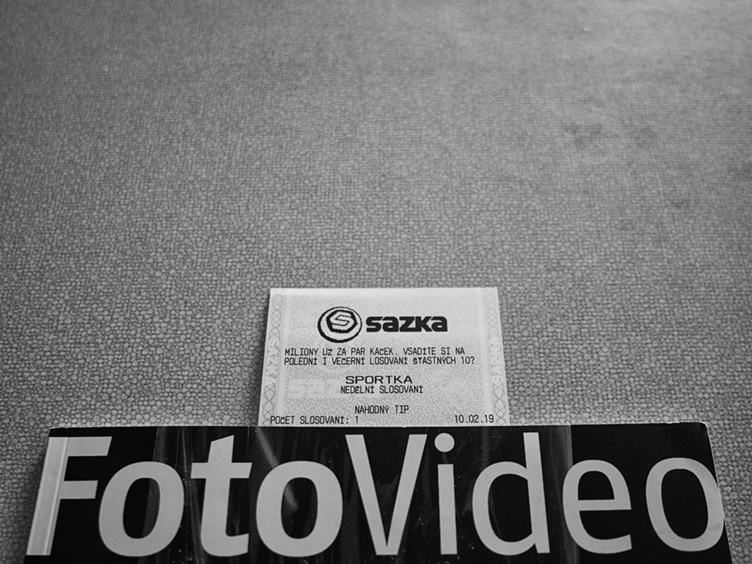 sazka
MILIONY UŽ ZA PÁR KAČEK. VSADÍTE SI NA
POLEDNÍ I VEČERNÍ LOSOVÁNÍ ŠŤASTNÝCH 10?
SPORTKA
NEDĚLNÍ SLOSOVÁNÍ
NÁHODNÝ TIP
POČET SLOSOVÁNÍ: 1 10.02.19
FotoVideo